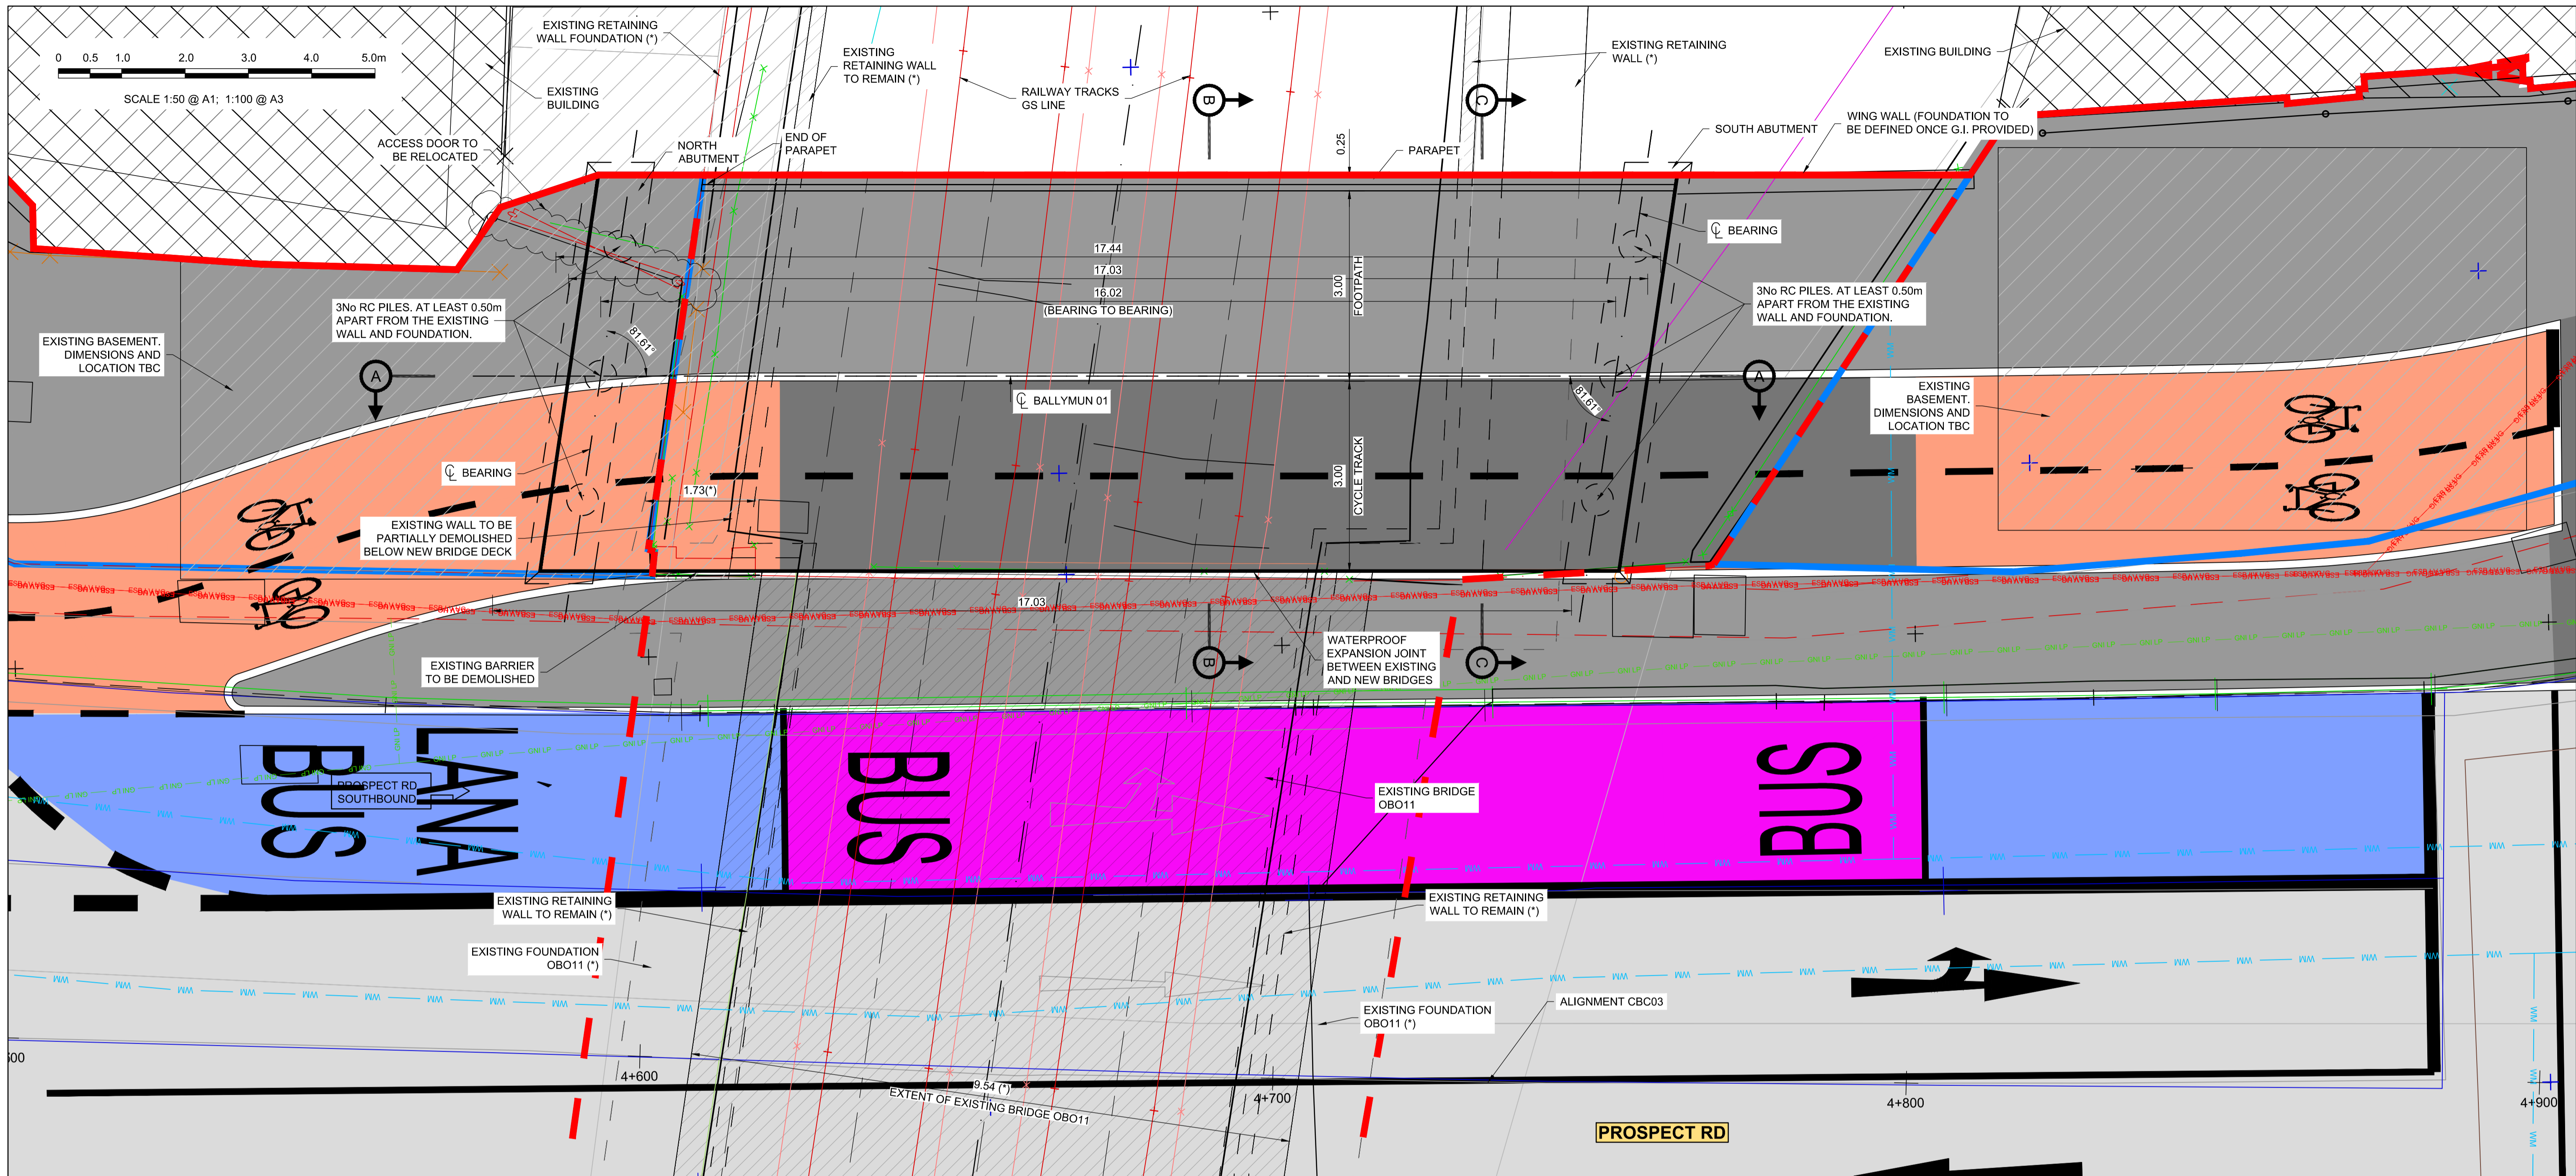 EXISTING RETAINING
WALL FOUNDATION (*)
EXISTING
RETAINING WALL
TO REMAIN (*)
EXISTING RETAINING
WALL (*)
EXISTING BUILDING
0 0.5 1.0 2.0 3.0 4.0 5.0m
SCALE 1:50 @ A1; 1:100 @ A3
EXISTING
BUILDING
RAILWAY TRACKS
GS LINE
B
C
ACCESS DOOR TO
BE RELOCATED
NORTH
ABUTMENT
END OF
PARAPET
0.25
PARAPET
SOUTH ABUTMENT
WING WALL (FOUNDATION TO
BE DEFINED ONCE G.I. PROVIDED)
℄ BEARING
17.44
17.03
16.02
(BEARING TO BEARING)
3.00
FOOTPATH
3No RC PILES. AT LEAST 0.50m
APART FROM THE EXISTING
WALL AND FOUNDATION.
3No RC PILES. AT LEAST 0.50m
APART FROM THE EXISTING
WALL AND FOUNDATION.
81.61°
EXISTING BASEMENT.
DIMENSIONS AND
LOCATION TBC
A
A
℄ BALLYMUN 01
81.61°
EXISTING
BASEMENT.
DIMENSIONS AND
LOCATION TBC
℄ BEARING
3.00
CYCLE TRACK
1.73(*)
EXISTING WALL TO BE
PARTIALLY DEMOLISHED
BELOW NEW BRIDGE DECK
17.03
EXISTING BARRIER
TO BE DEMOLISHED
B
C
WATERPROOF
EXPANSION JOINT
BETWEEN EXISTING
AND NEW BRIDGES
LANA
BUS
PROSPECT RD
SOUTHBOUND
BUS
BUS
EXISTING BRIDGE
OBO11
EXISTING RETAINING
WALL TO REMAIN (*)
EXISTING RETAINING
WALL TO REMAIN (*)
EXISTING FOUNDATION
OBO11 (*)
EXISTING FOUNDATION
OBO11 (*)
ALIGNMENT CBC03
4+600
9.54 (*)
EXTENT OF EXISTING BRIDGE OBO11
4+700
4+800
4+900
PROSPECT RD
WM
GNI LP